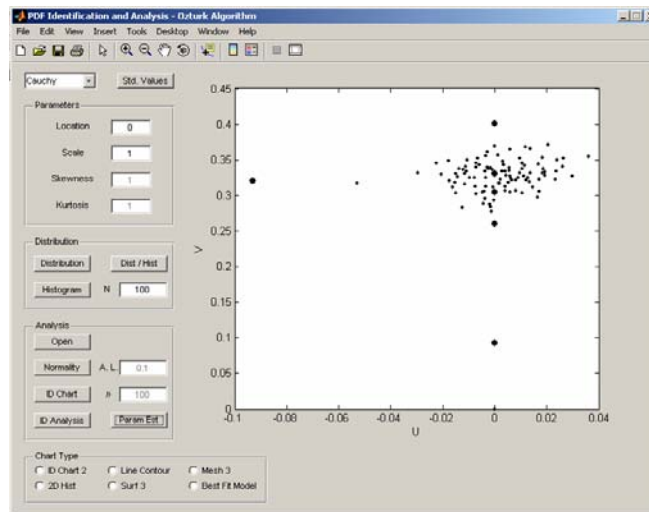 PDF Identification and Analysis - Ozturk Algorithm
File Edit View Insert Tools Desktop Window Help
Cauchy
Std. Values
Parameters
Location 0
Scale 1
Skewness 1
Kurtosis 1
Distribution
Distribution Dist / Hist
Histogram N 100
Analysis
Open
Normality A. L. 0.1
ID Chart n 100
ID Analysis Param Est
Chart Type
ID Chart 2 Line Contour Mesh 3
2D Hist Surf 3 Best Fit Model
0.45
0.4
0.35
0.3
0.25
0.2
0.15
0.1
0.05
0
V
-0.1 -0.08 -0.06 -0.04 -0.02 0 0.02 0.04
U